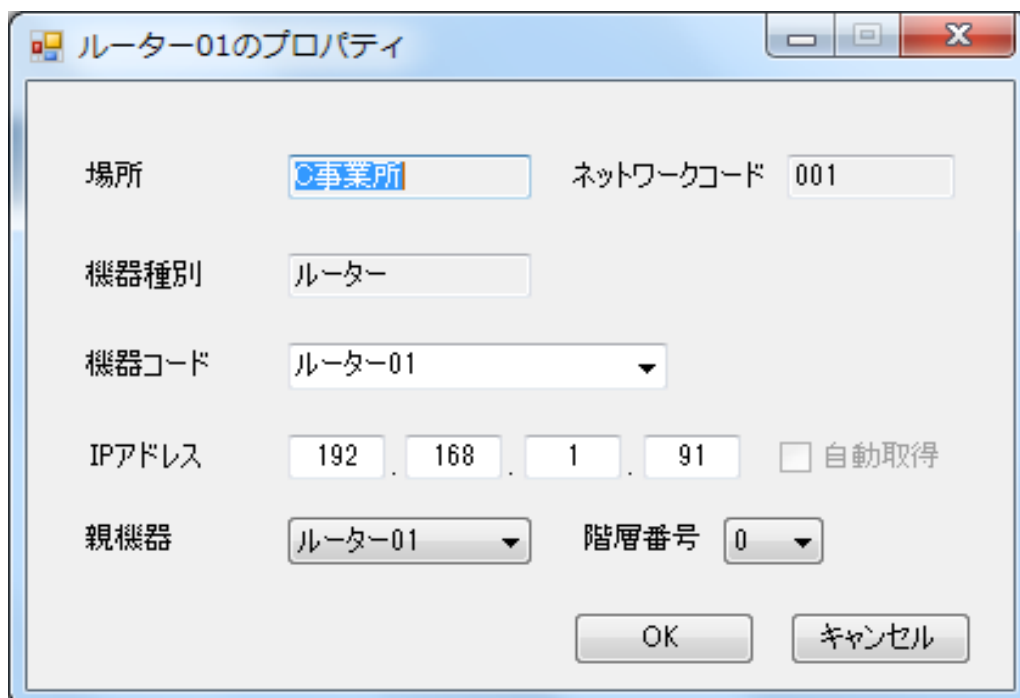 ルーター01のプロパティ
場所 C事業所 ネットワークコード 001
機器種別 ルーター
機器コード ルーター01
IPアドレス 192 . 168 . 1 . 91 自動取得
親機器 ルーター01 階層番号 0
OK キャンセル